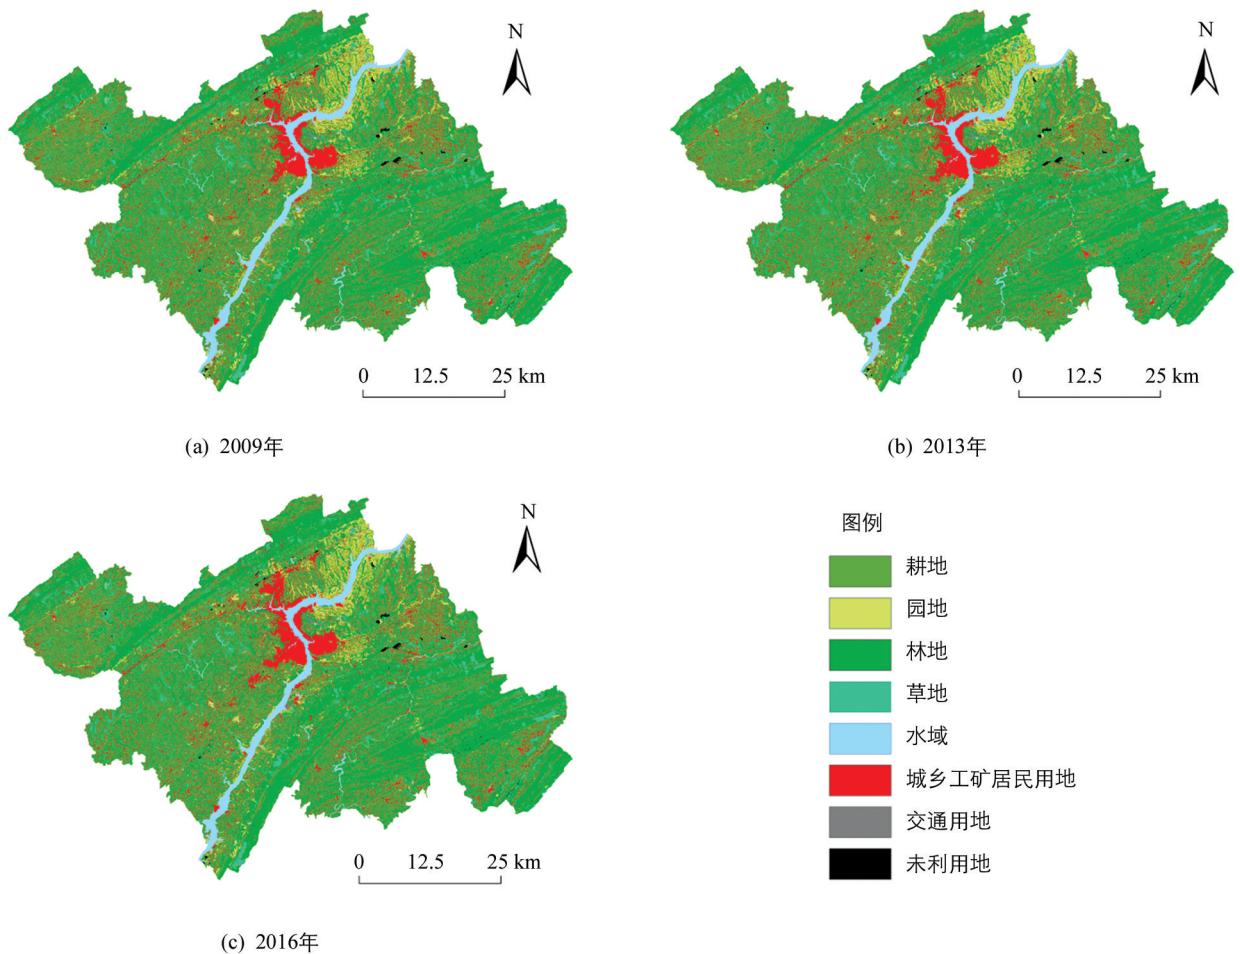 N
0 12.5 25 km
(a) 2009年
N
0 12.5 25 km
(b) 2013年
N
0 12.5 25 km
(c) 2016年
图例
耕地
园地
林地
草地
水域
城乡工矿居民用地
交通用地
未利用地